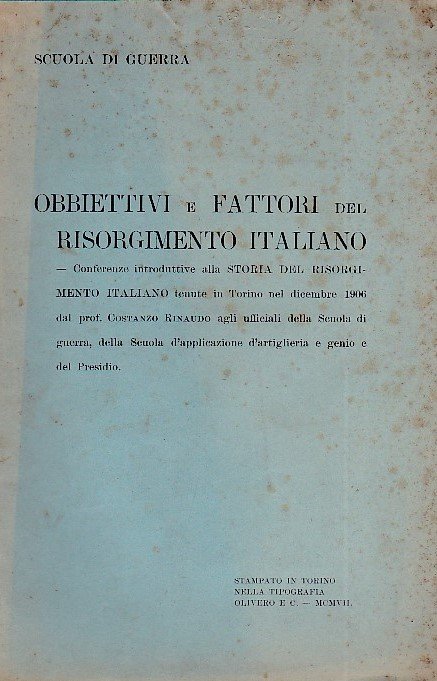 SCUOLA DI GUERRA
OBBIETTIVI E FATTORI DEL
RISORGIMENTO ITALIANO
— Conferenze introduttive alla STORIA DEL RISORGI-
MENTO ITALIANO tenute in Torino nel dicembre 1906
dal prof. COSTANZO RINAUDO agli ufficiali della Scuola di
guerra, della Scuola d'applicazione d'artiglieria e genio e
del Presidio.
STAMPATO IN TORINO
NELLA TIPOGRAFIA
OLIVERO E C. — MCMVII.